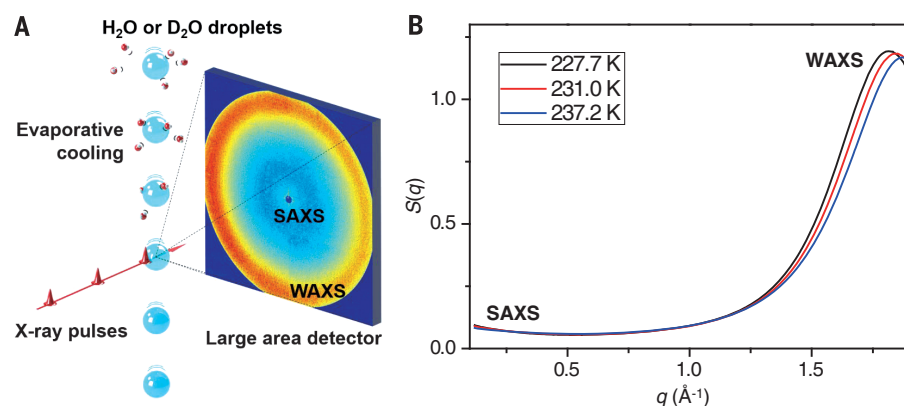 A
H₂O or D₂O droplets
Evaporative
cooling
SAXS
WAXS
X-ray pulses
Large area detector
B
227.7 K
231.0 K
237.2 K
WAXS
SAXS
S(q)
1.0
0.5
0.0
0.5
1.0
1.5
q (Å⁻¹)